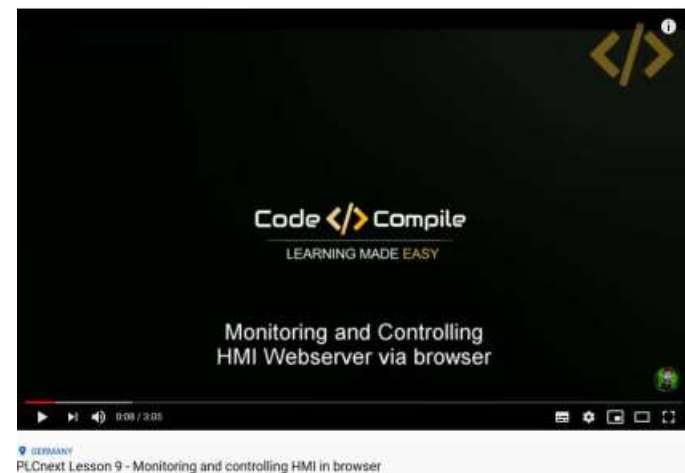 Code </> Compile
LEARNING MADE EASY
Monitoring and Controlling
HMI Webserver via browser
0:08 / 3:05
GERMANY
PLCnext Lesson 9 - Monitoring and controlling HMI in browser